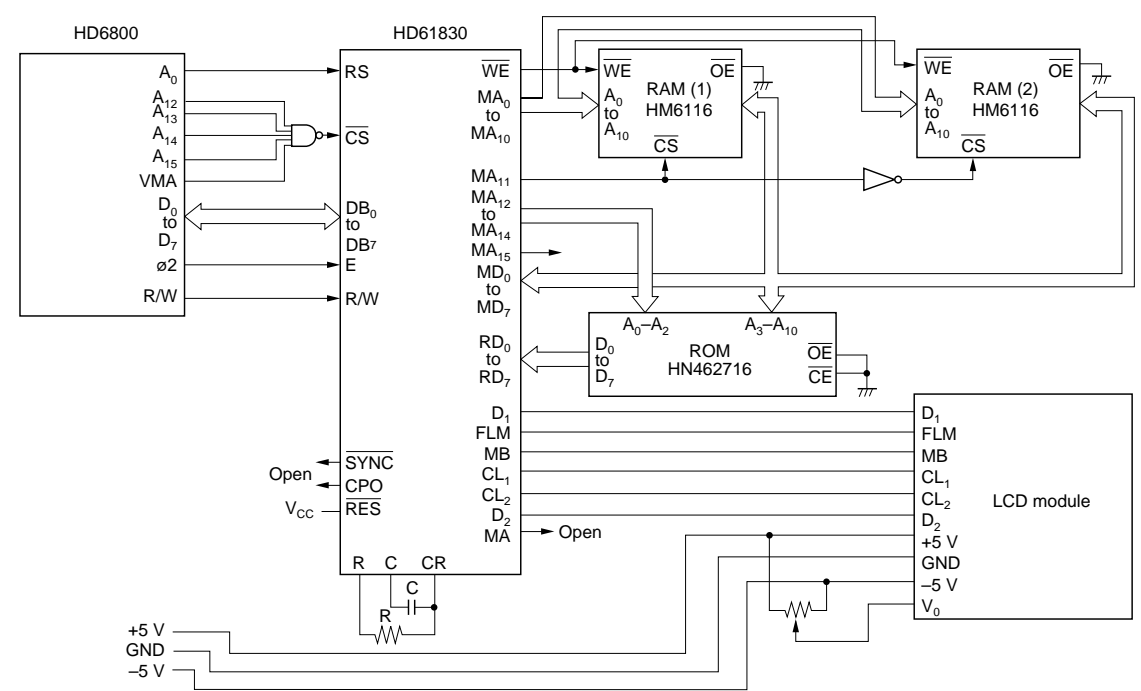 HD6800
A0
A12
A13
A14
A15
VMA
D0
to
D7
ø2
R/W
HD61830
RS
CS
DB0
to
DB7
E
R/W
SYNC
CPO
RES
Open
VCC
R
C
CR
C
R
WE
MA0
to
MA10
MA11
MA12
to
MA14
MA15
MD0
to
MD7
RD0
to
RD7
D1
FLM
MB
CL1
CL2
D2
MA
Open
WE
OE
RAM (1)
HM6116
A0
to
A10
CS
WE
OE
RAM (2)
HM6116
A0
to
A10
CS
A0–A2
A3–A10
D0
to
D7
ROM
HN462716
OE
CE
D1
FLM
MB
CL1
CL2
D2
+5 V
GND
–5 V
V0
LCD module
+5 V
GND
–5 V